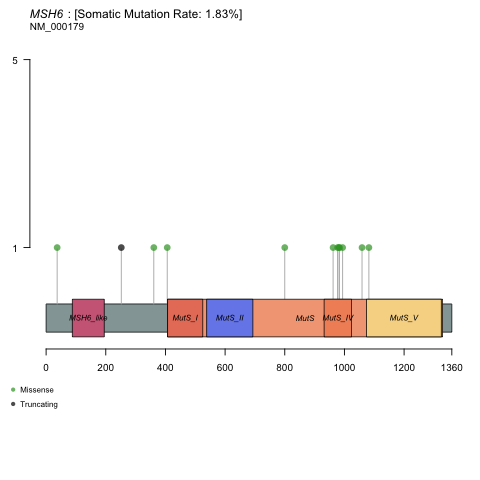 MSH6 : [Somatic Mutation Rate: 1.83%]
NM_000179
5
1
MSH6_like
MutS_I
MutS_II
MutS
MutS_IV
MutS_V
0 200 400 600 800 1000 1200 1360
Missense
Truncating